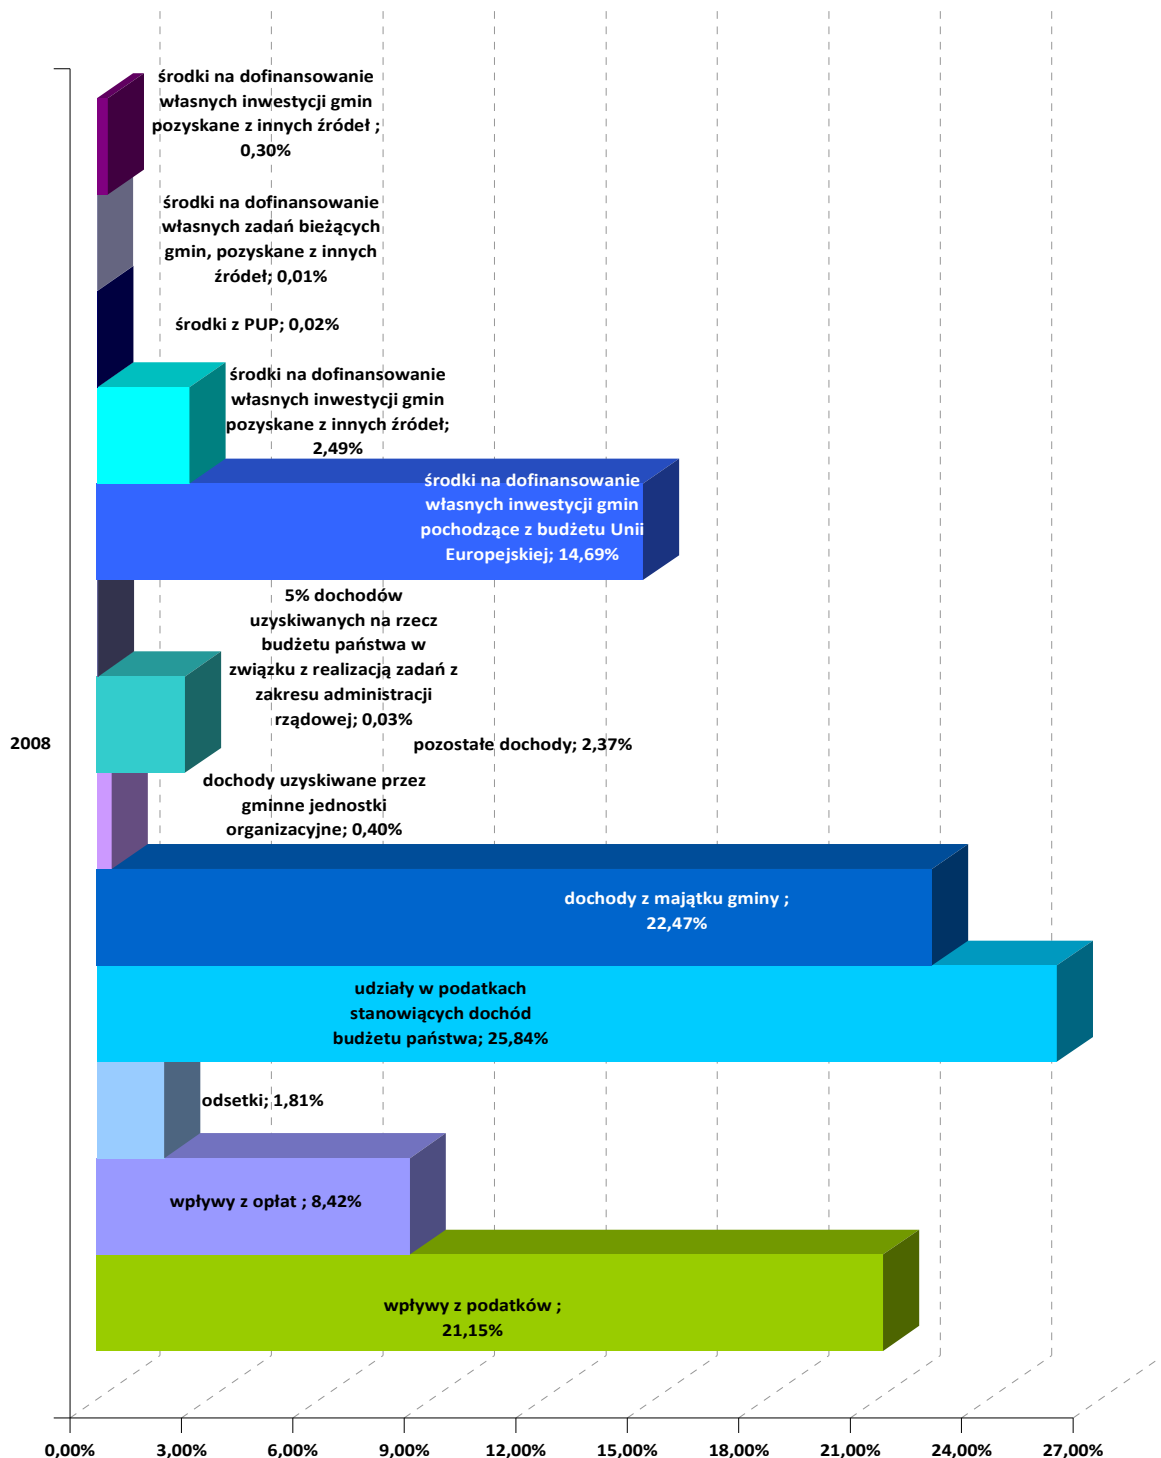 środki na dofinansowanie
własnych inwestycji gmin
pozyskane z innych źródeł ;
0,30%
środki na dofinansowanie
własnych zadań bieżących
gmin, pozyskane z innych
źródeł; 0,01%
środki z PUP; 0,02%
środki na dofinansowanie
własnych inwestycji gmin
pozyskane z innych źródeł;
2,49%
środki na dofinansowanie
własnych inwestycji gmin
pochodzące z budżetu Unii
Europejskiej; 14,69%
5% dochodów
uzyskiwanych na rzecz
budżetu państwa w
związku z realizacją zadań z
zakresu administracji
rządowej; 0,03%
2008
pozostałe dochody; 2,37%
dochody uzyskiwane przez
gminne jednostki
organizacyjne; 0,40%
dochody z majątku gminy ;
22,47%
udziały w podatkach
stanowiących dochód
budżetu państwa; 25,84%
odsetki; 1,81%
wpływy z opłat ; 8,42%
wpływy z podatków ;
21,15%
0,00% 3,00% 6,00% 9,00% 12,00% 15,00% 18,00% 21,00% 24,00% 27,00%